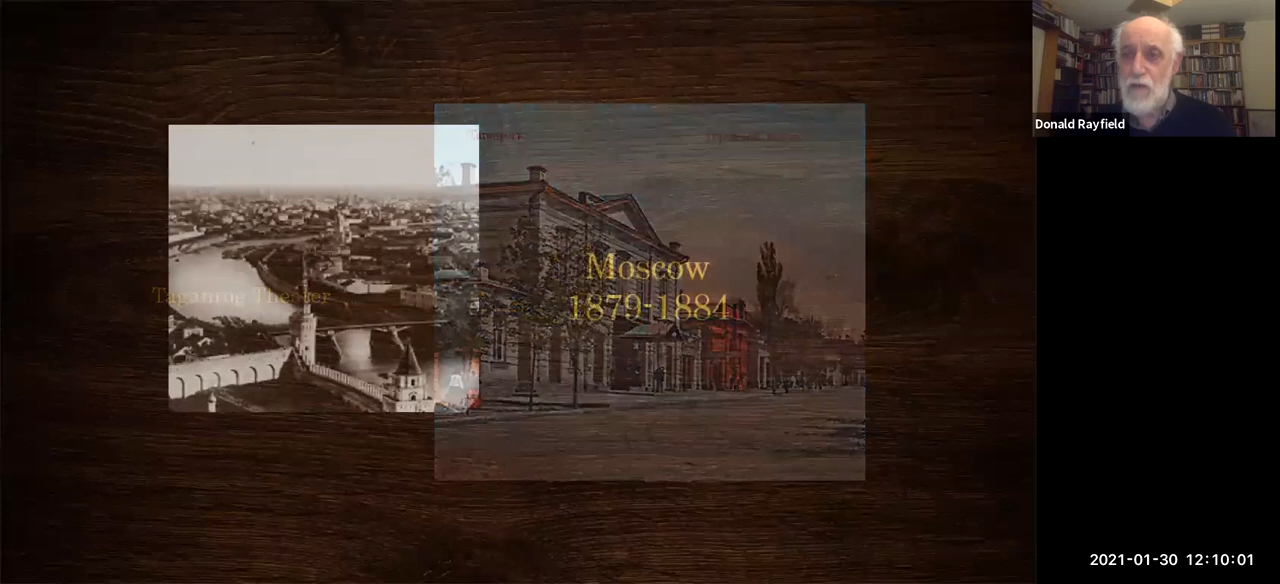 Donald Rayfield
Moscow
1879-1884
Taganrog Theater
2021-01-30 12:10:01